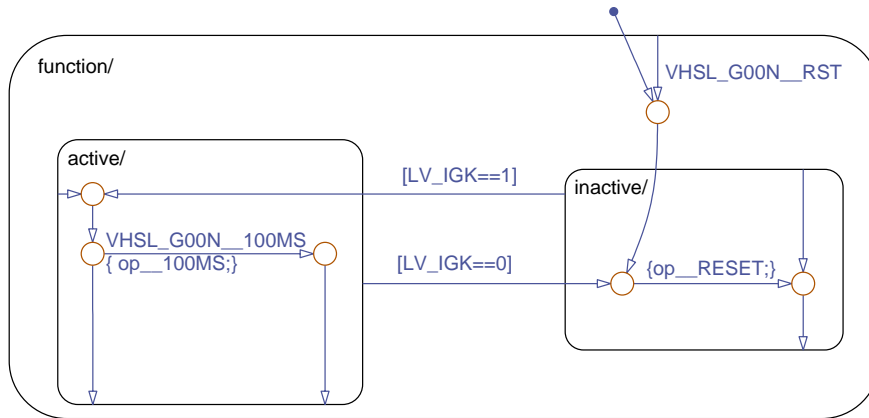 function/
VHSL_G00N__RST
active/
[LV_IGK==1]
inactive/
VHSL_G00N__100MS
{ op__100MS;}
[LV_IGK==0]
{op__RESET;}